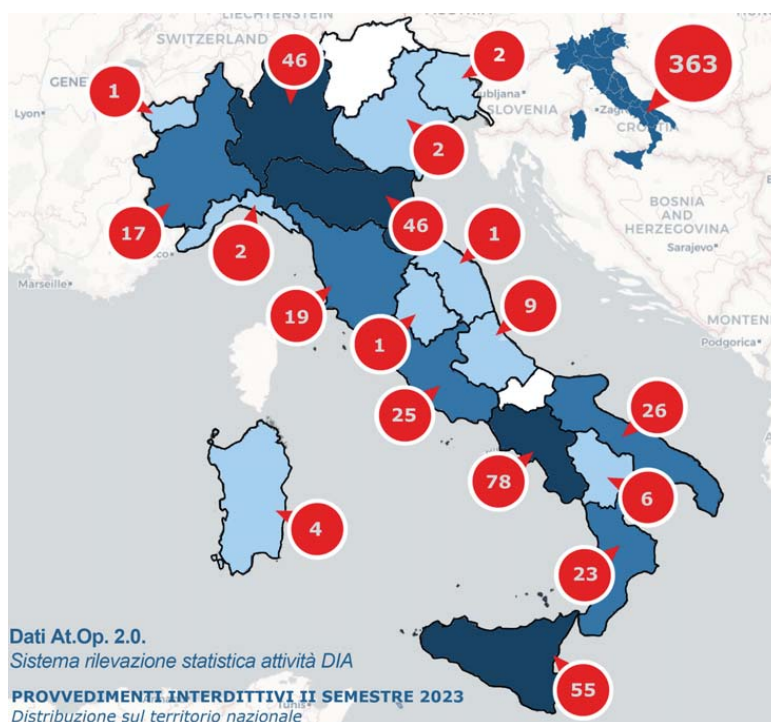 LIECHTENSTEIN
SWITZERLAND
46
2
363
GENE
1
Ljubljana
SLOVENIA
Zag
CROATIA
Lyon
2
BOSNIA
AND
HERZEGOVINA
Sarajevo
17
2
46
1
Marseille
19
9
MONTEN
Podgorica
1
25
26
78
6
4
23
55
Dati At.Op. 2.0.
Sistema rilevazione statistica attività DIA
PROVVEDIMENTI INTERDITTIVI II SEMESTRE 2023
Tunis
Distribuzione sul territorio nazionale